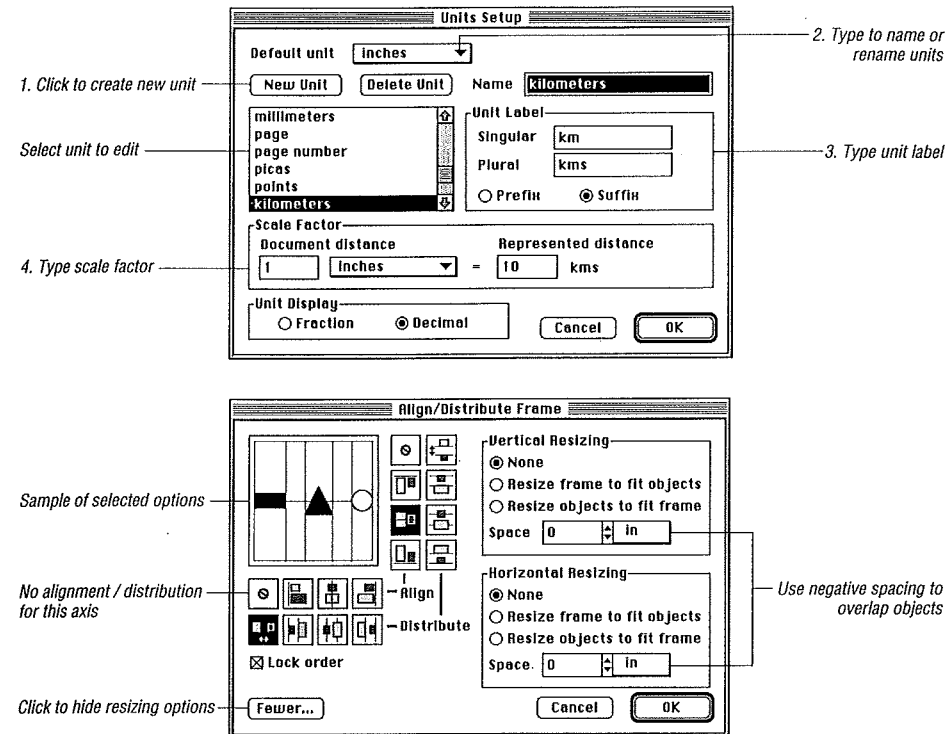 Units Setup
Default unit inches
2. Type to name or
rename units
1. Click to create new unit
New Unit Delete Unit Name kilometers
millimeters
page
page number
picas
points
kilometers
Select unit to edit
Unit Label
Singular km
Plural kms
Prefix Suffix
3. Type unit label
Scale Factor
Document distance Represented distance
4. Type scale factor
1 inches = 10 kms
Unit Display
Fraction Decimal
Cancel OK
Align/Distribute Frame
Sample of selected options
Vertical Resizing
None
Resize frame to fit objects
Resize objects to fit frame
Space 0 in
No alignment / distribution
for this axis
Align
Distribute
Lock order
Horizontal Resizing
None
Resize frame to fit objects
Resize objects to fit frame
Space. 0 in
Use negative spacing to
overlap objects
Click to hide resizing options
Fewer... Cancel OK